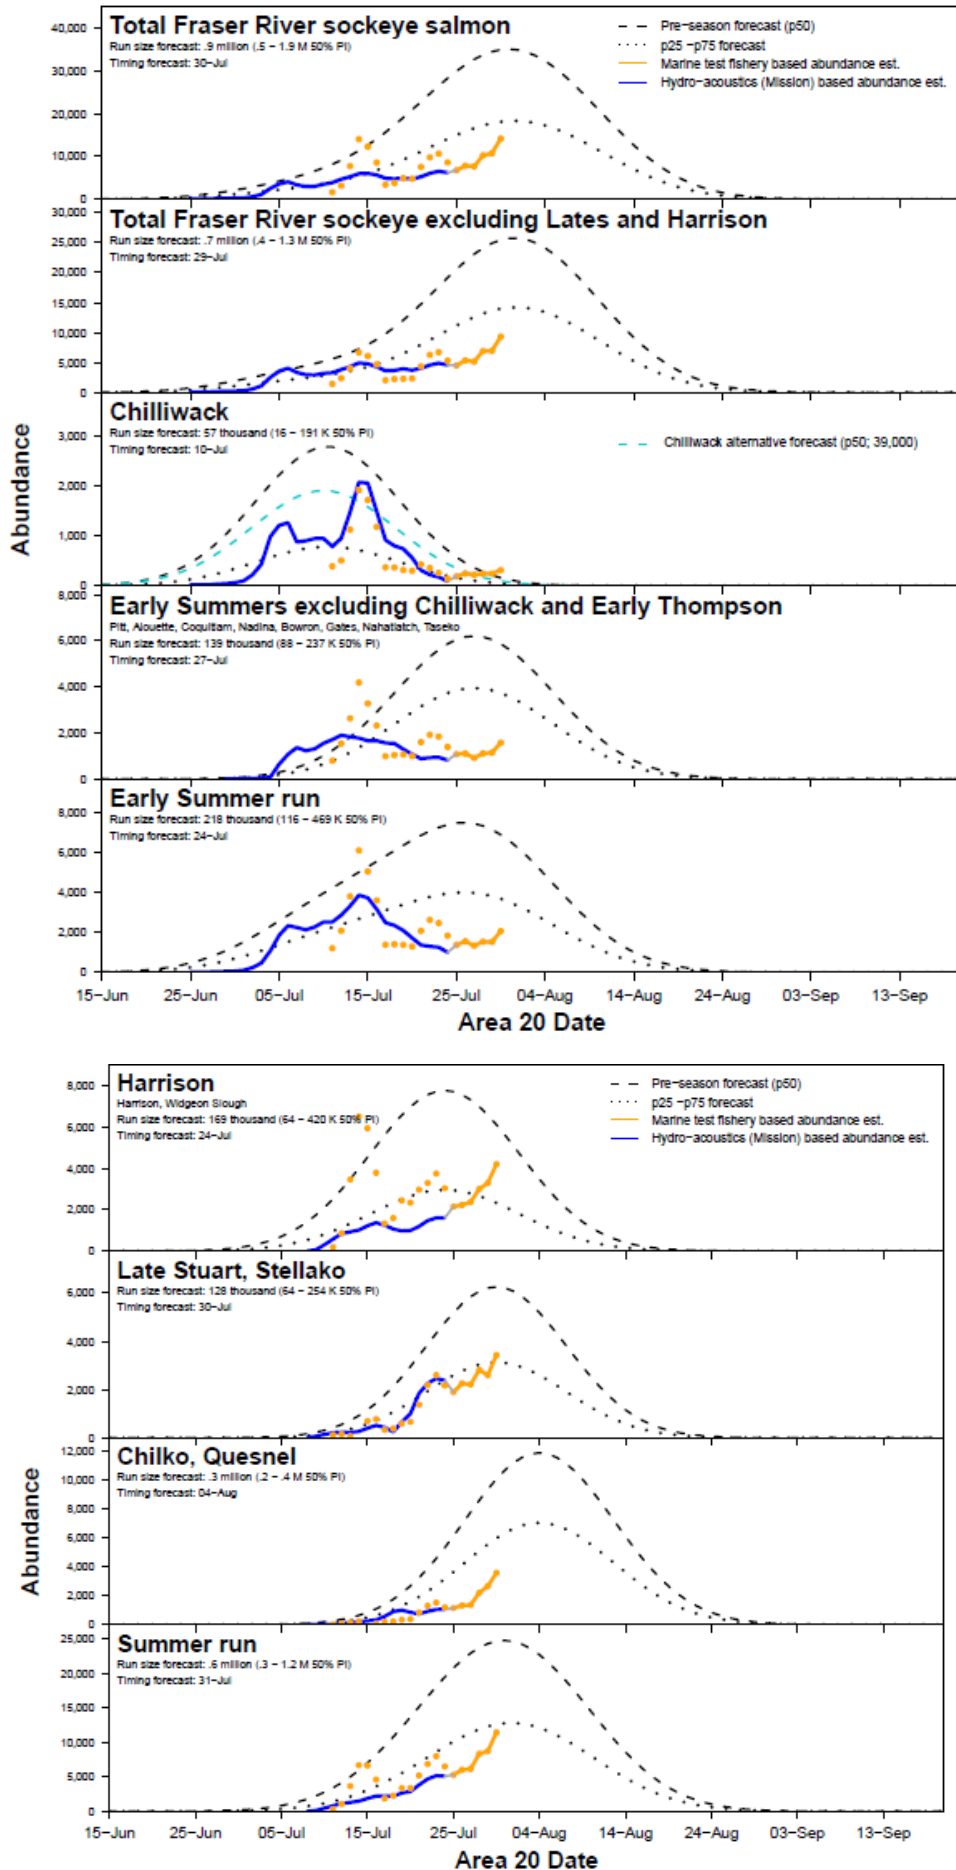 Total Fraser River sockeye salmon
Run size forecast: .9 million (.5 − 1.9 M 50% PI)
Timing forecast: 30−Jul
Pre−season forecast (p50)
p25 −p75 forecast
Marine test fishery based abundance est.
Hydro−acoustics (Mission) based abundance est.
40,000
30,000
20,000
10,000
0
Total Fraser River sockeye excluding Lates and Harrison
Run size forecast: .7 million (.4 − 1.3 M 50% PI)
Timing forecast: 29−Jul
30,000
25,000
20,000
15,000
10,000
5,000
0
Chilliwack
Run size forecast: 57 thousand (16 − 191 K 50% PI)
Timing forecast: 10−Jul
Chilliwack alternative forecast (p50; 39,000)
3,000
2,000
1,000
0
Abundance
Early Summers excluding Chilliwack and Early Thompson
Pitt, Alouette, Coquitlam, Nadina, Bowron, Gates, Nahatlatch, Taseko
Run size forecast: 139 thousand (88 − 237 K 50% PI)
Timing forecast: 27−Jul
8,000
6,000
4,000
2,000
0
Early Summer run
Run size forecast: 218 thousand (116 − 469 K 50% PI)
Timing forecast: 24−Jul
8,000
6,000
4,000
2,000
0
15−Jun 25−Jun 05−Jul 15−Jul 25−Jul 04−Aug 14−Aug 24−Aug 03−Sep 13−Sep
Area 20 Date
Harrison
Harrison, Widgeon Slough
Run size forecast: 169 thousand (64 − 420 K 50% PI)
Timing forecast: 24−Jul
Pre−season forecast (p50)
p25 −p75 forecast
Marine test fishery based abundance est.
Hydro−acoustics (Mission) based abundance est.
8,000
6,000
4,000
2,000
0
Late Stuart, Stellako
Run size forecast: 128 thousand (64 − 254 K 50% PI)
Timing forecast: 30−Jul
6,000
4,000
2,000
0
Chilko, Quesnel
Run size forecast: .3 million (.2 − .4 M 50% PI)
Timing forecast: 04−Aug
12,000
10,000
8,000
6,000
4,000
2,000
0
Abundance
Summer run
Run size forecast: .6 million (.3 − 1.2 M 50% PI)
Timing forecast: 31−Jul
25,000
20,000
15,000
10,000
5,000
0
15−Jun 25−Jun 05−Jul 15−Jul 25−Jul 04−Aug 14−Aug 24−Aug 03−Sep 13−Sep
Area 20 Date